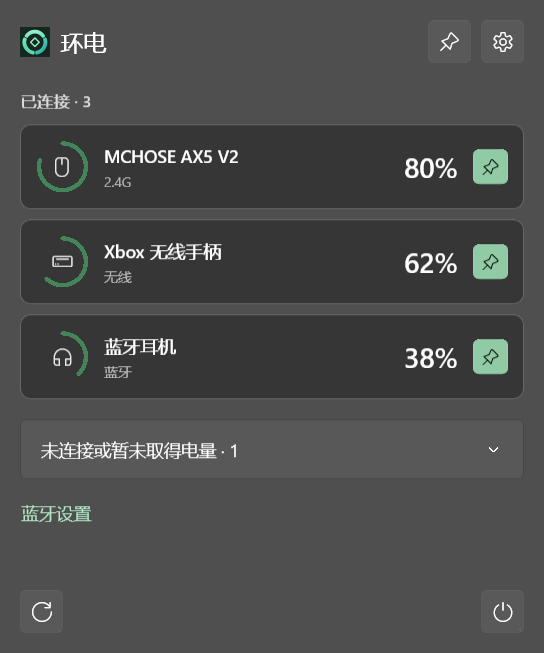 环电
已连接 · 3
MCHOSE AX5 V2
2.4G
80%
Xbox 无线手柄
无线
62%
蓝牙耳机
蓝牙
38%
未连接或暂未取得电量 · 1
蓝牙设置